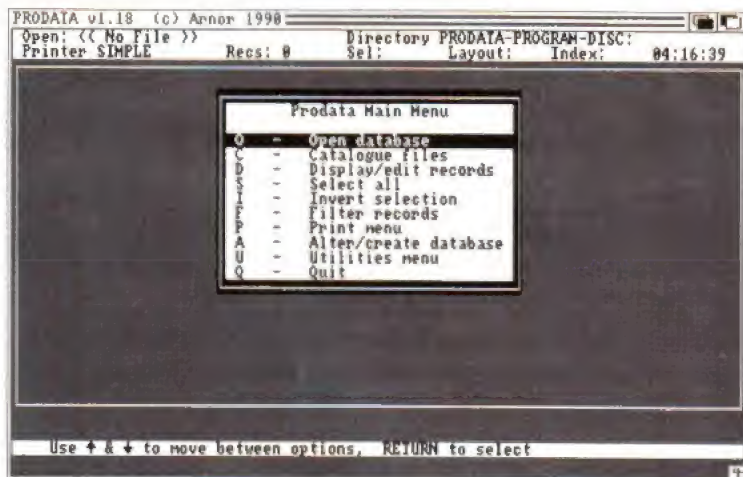 PRODATA v1.18 (c) Arnor 1990
Open: (( No File )) Directory PRODATA-PROGRAM-DISC:
Printer SIMPLE Recs: 0 Sel: Layout: Index: 04:16:39
Prodata Main Menu
O - Open database
C - Catalogue files
D - Display/edit records
S - Select all
I - Invert selection
F - Filter records
P - Print menu
A - Alter/create database
U - Utilities menu
Q - Quit
Use ↑ & ↓ to move between options, RETURN to select